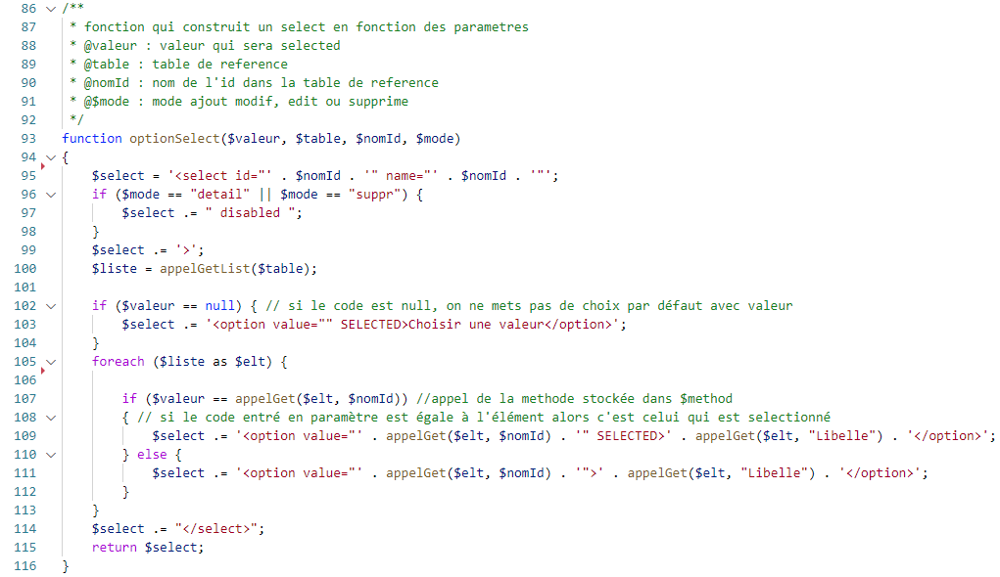 86 /**
87 * fonction qui construit un select en fonction des parametres
88 * @valeur : valeur qui sera selected
89 * @table : table de reference
90 * @nomId : nom de l'id dans la table de reference
91 * @$mode : mode ajout modif, edit ou supprime
92 */
93 function optionSelect($valeur, $table, $nomId, $mode)
94 {
95 $select = '<select id="' . $nomId . '" name="' . $nomId . '"';
96 if ($mode == "detail" || $mode == "suppr") {
97 $select .= " disabled ";
98 }
99 $select .= '>';
100 $liste = appelGetList($table);
101
102 if ($valeur == null) { // si le code est null, on ne mets pas de choix par défaut avec valeur
103 $select .= '<option value="" SELECTED>Choisir une valeur</option>';
104 }
105 foreach ($liste as $elt) {
106
107 if ($valeur == appelGet($elt, $nomId)) //appel de la methode stockée dans $method
108 { // si le code entré en paramètre est égale à l'élément alors c'est celui qui est selectionné
109 $select .= '<option value="' . appelGet($elt, $nomId) . '" SELECTED>' . appelGet($elt, "Libelle") . '</option>';
110 } else {
111 $select .= '<option value="' . appelGet($elt, $nomId) . '">' . appelGet($elt, "Libelle") . '</option>';
112 }
113 }
114 $select .= "</select>";
115 return $select;
116 }